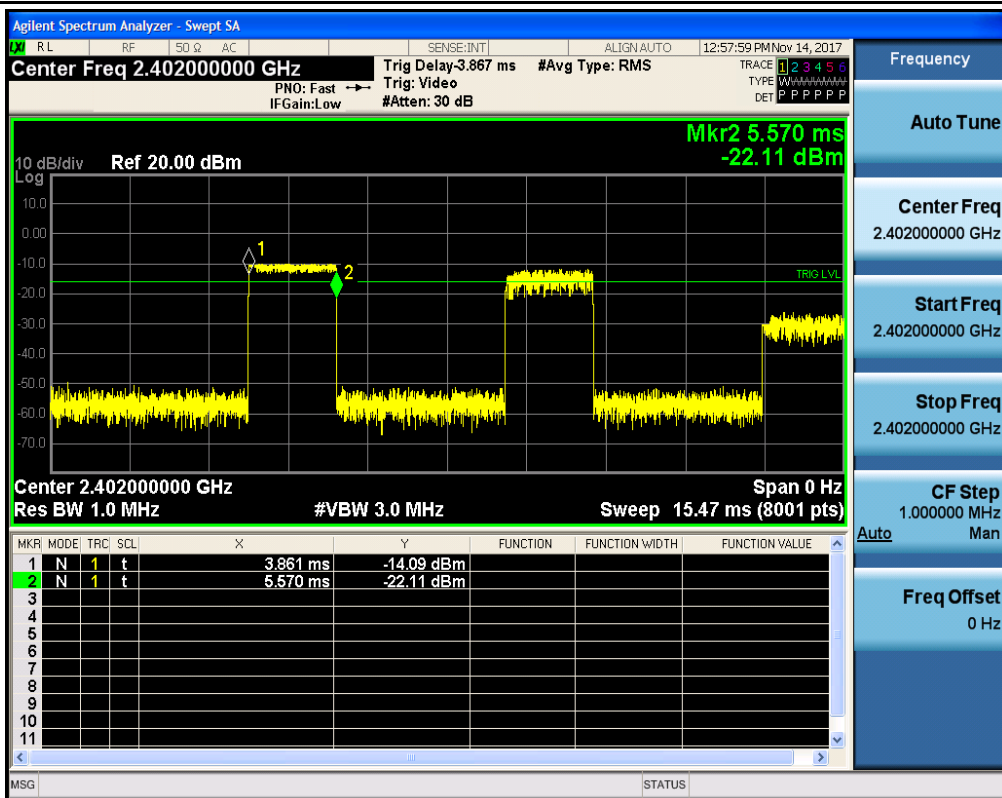 Agilent Spectrum Analyzer - Swept SA
LXI RL RF 50 Ω AC SENSE:INT ALIGN AUTO 12:57:59 PM Nov 14, 2017
Center Freq 2.402000000 GHz
PNO: Fast
IFGain:Low
Trig Delay-3.867 ms
Trig: Video
#Atten: 30 dB
#Avg Type: RMS
TRACE 1 2 3 4 5 6
TYPE W
DET P P P P P P
Mkr2 5.570 ms
-22.11 dBm
10 dB/div Ref 20.00 dBm
Log
10.0
0.00
-10.0
-20.0
-30.0
-40.0
-50.0
-60.0
-70.0
1
2
TRIG LVL
Center 2.402000000 GHz Span 0 Hz
Res BW 1.0 MHz #VBW 3.0 MHz Sweep 15.47 ms (8001 pts)
MKR MODE TRC SCL X Y FUNCTION FUNCTION WIDTH FUNCTION VALUE
1 N 1 t 3.861 ms -14.09 dBm
2 N 1 t 5.570 ms -22.11 dBm
3
4
5
6
7
8
9
10
11
MSG STATUS
Frequency
Auto Tune
Center Freq
2.402000000 GHz
Start Freq
2.402000000 GHz
Stop Freq
2.402000000 GHz
CF Step
1.000000 MHz
Auto Man
Freq Offset
0 Hz